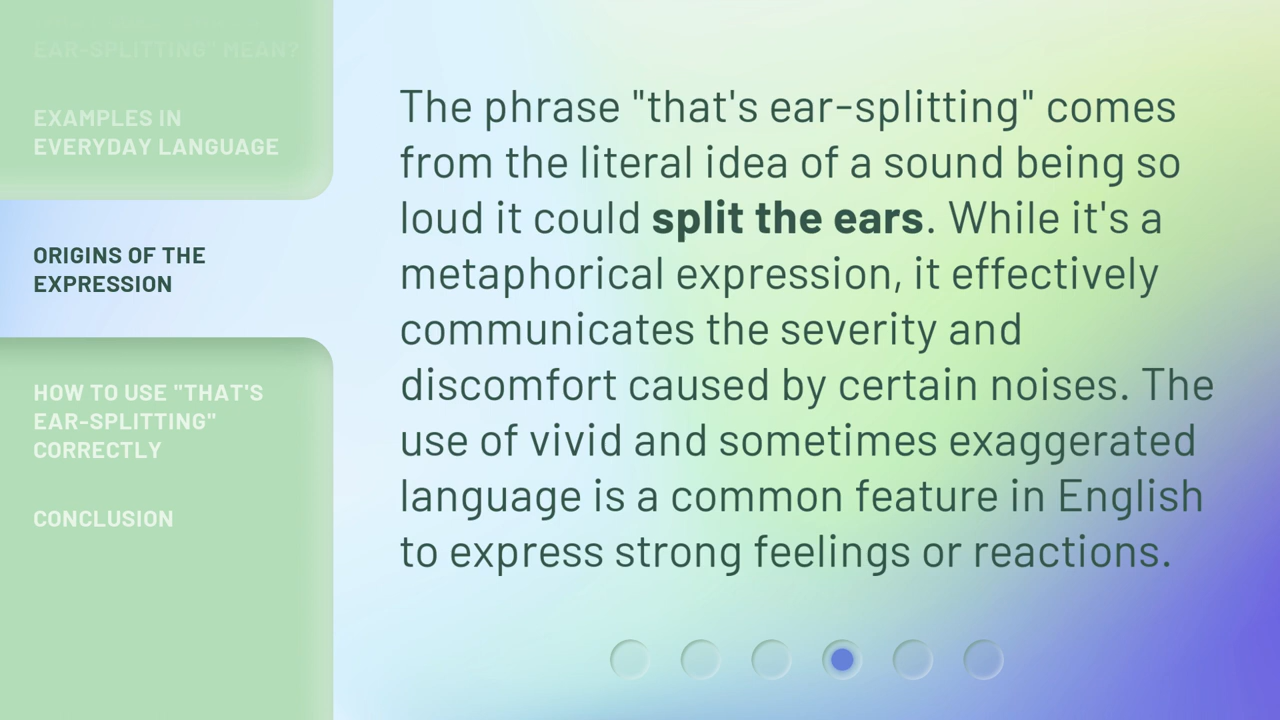 EAR-SPLITTING" MEAN?
EXAMPLES IN
EVERYDAY LANGUAGE
ORIGINS OF THE
EXPRESSION
HOW TO USE "THAT'S
EAR-SPLITTING"
CORRECTLY
CONCLUSION
The phrase "that's ear-splitting" comes
from the literal idea of a sound being so
loud it could split the ears. While it's a
metaphorical expression, it effectively
communicates the severity and
discomfort caused by certain noises. The
use of vivid and sometimes exaggerated
language is a common feature in English
to express strong feelings or reactions.